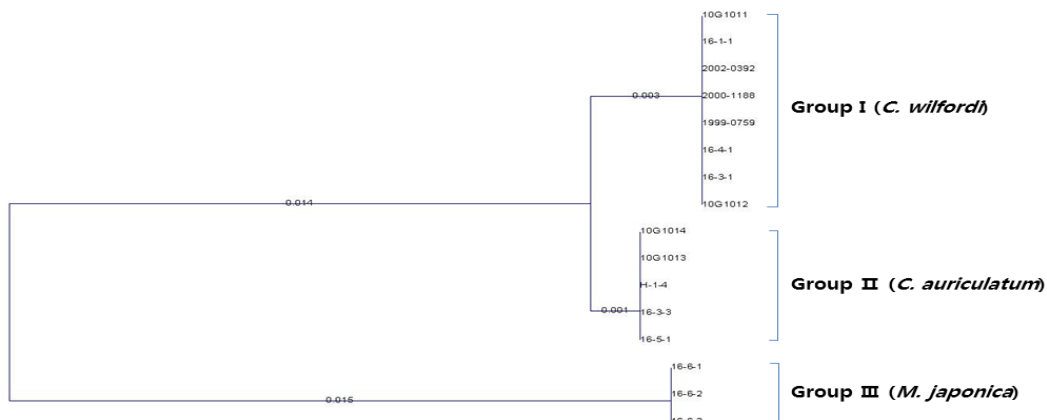 10G1011
16-1-1
2002-0392
0.003
2000-1188
Group I (C. wilfordi)
1999-0759
16-4-1
16-3-1
0.014
10G1012
10G1014
10G1013
H-1-4
Group II (C. auriculatum)
0.001
16-3-3
16-5-1
16-6-1
16-6-2
Group III (M. japonica)
0.015